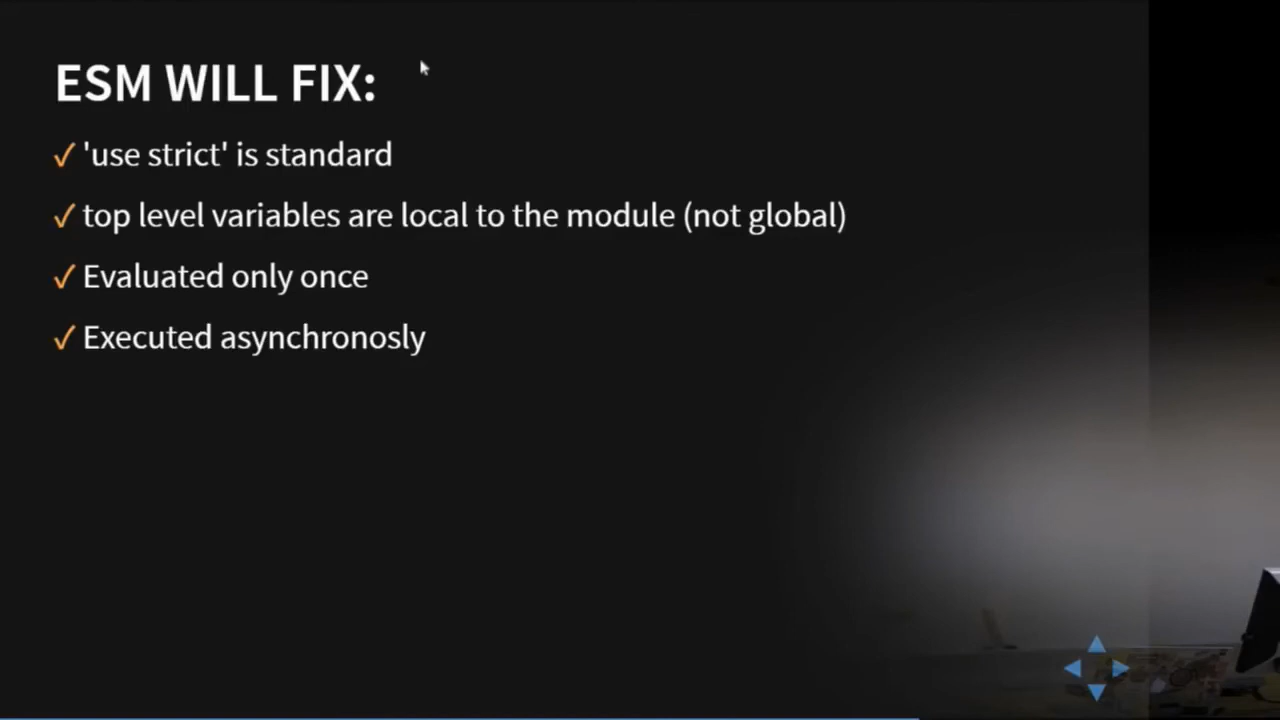 ESM WILL FIX:
✓ 'use strict' is standard
✓ top level variables are local to the module (not global)
✓ Evaluated only once
✓ Executed asynchronosly